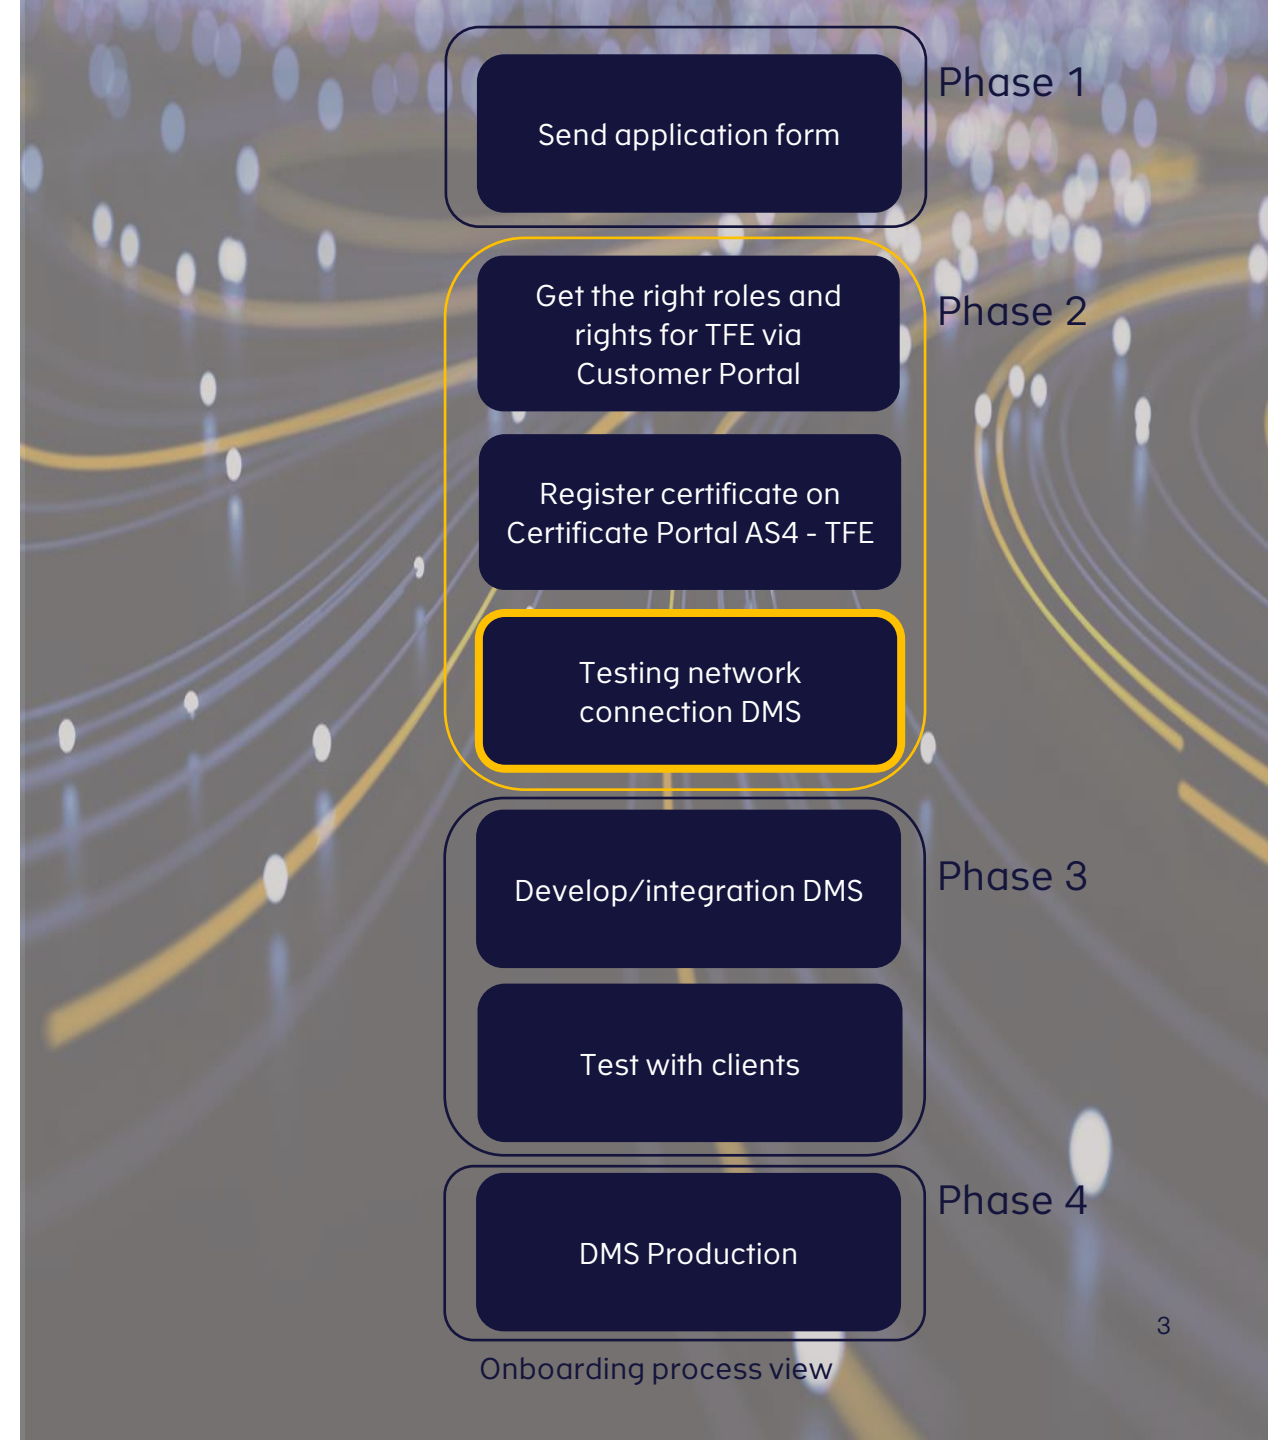 Phase 1
Send application form
Phase 2
Get the right roles and
rights for TFE via
Customer Portal
Register certificate on
Certificate Portal AS4 - TFE
Testing network
connection DMS
Phase 3
Develop/integration DMS
Test with clients
Phase 4
DMS Production
3
Onboarding process view